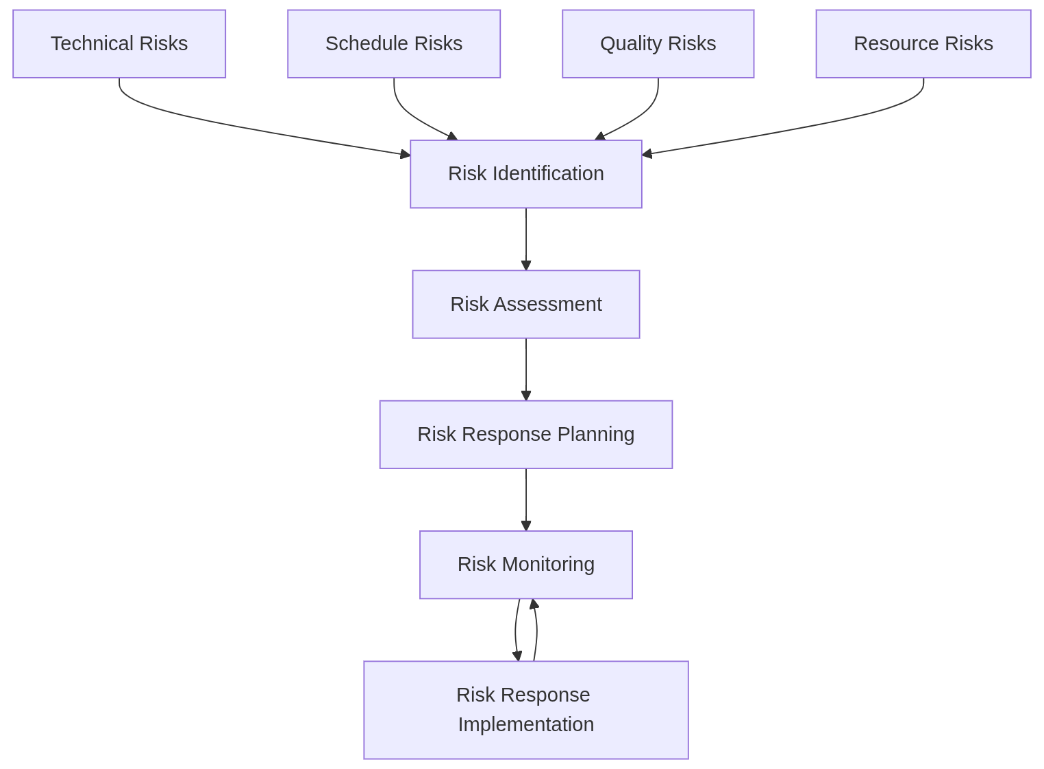 Technical Risks
Schedule Risks
Quality Risks
Resource Risks
Risk Identification
Risk Assessment
Risk Response Planning
Risk Monitoring
Risk Response
Implementation